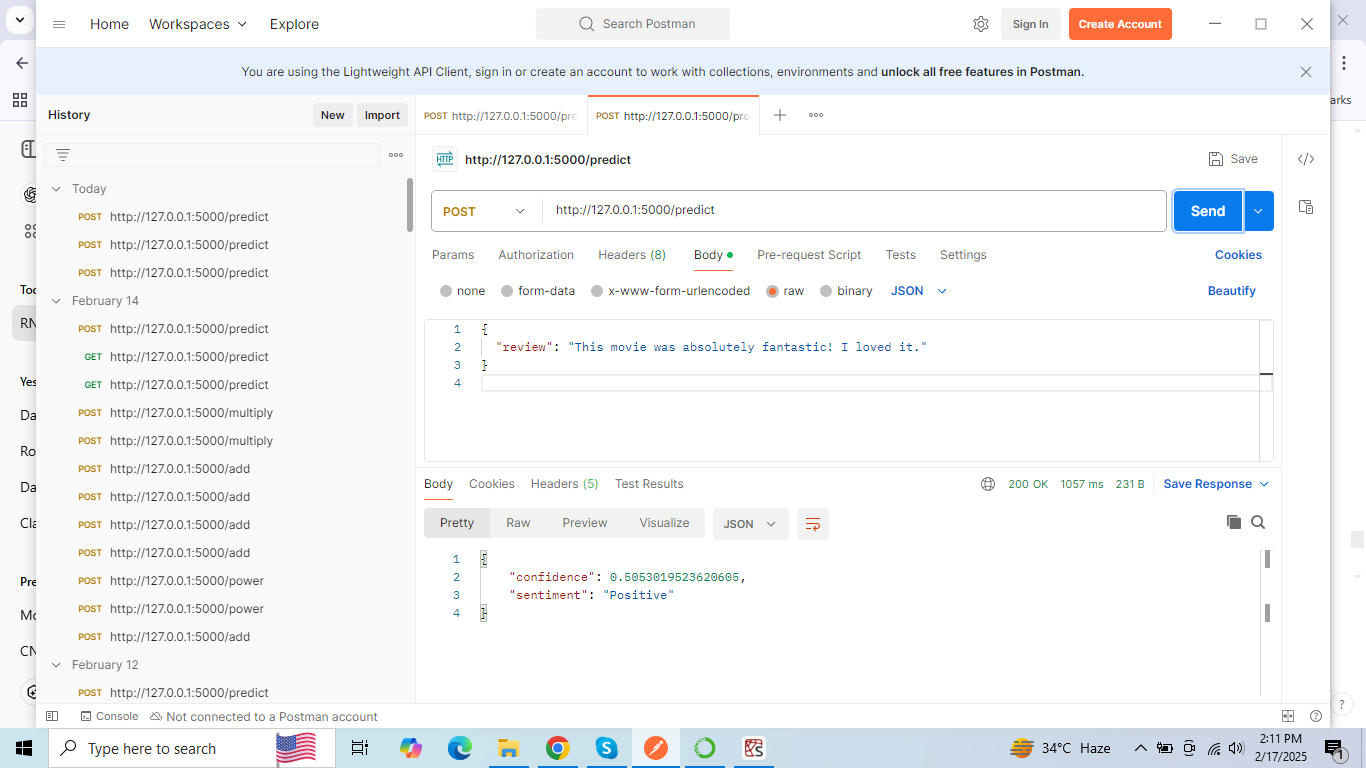 Home Workspaces Explore
Search Postman
Sign In
Create Account
You are using the Lightweight API Client, sign in or create an account to work with collections, environments and unlock all free features in Postman.
arks
History
New
Import
Today
POST http://127.0.0.1:5000/predict
POST http://127.0.0.1:5000/predict
POST http://127.0.0.1:5000/predict
February 14
POST http://127.0.0.1:5000/predict
GET http://127.0.0.1:5000/predict
GET http://127.0.0.1:5000/predict
POST http://127.0.0.1:5000/multiply
POST http://127.0.0.1:5000/multiply
POST http://127.0.0.1:5000/add
POST http://127.0.0.1:5000/add
POST http://127.0.0.1:5000/add
POST http://127.0.0.1:5000/add
POST http://127.0.0.1:5000/power
POST http://127.0.0.1:5000/power
POST http://127.0.0.1:5000/add
February 12
POST http://127.0.0.1:5000/predict
RN
Yes
Da
Ro
Da
Cla
Pre
Mo
CN
POST http://127.0.0.1:5000/pre
POST http://127.0.0.1:5000/pre
HTTP http://127.0.0.1:5000/predict
Save
POST http://127.0.0.1:5000/predict
Send
Params Authorization Headers (8) Body Pre-request Script Tests Settings
Cookies
none form-data x-www-form-urlencoded raw binary JSON
Beautify
1 {
2 "review": "This movie was absolutely fantastic! I loved it."
3 }
4
Body Cookies Headers (5) Test Results
200 OK 1057 ms 231 B Save Response
Pretty Raw Preview Visualize JSON
1 {
2 "confidence": 0.5053019523620605,
3 "sentiment": "Positive"
4 }
Console Not connected to a Postman account
Type here to search
34°C Haze
2:11 PM
2/17/2025
1